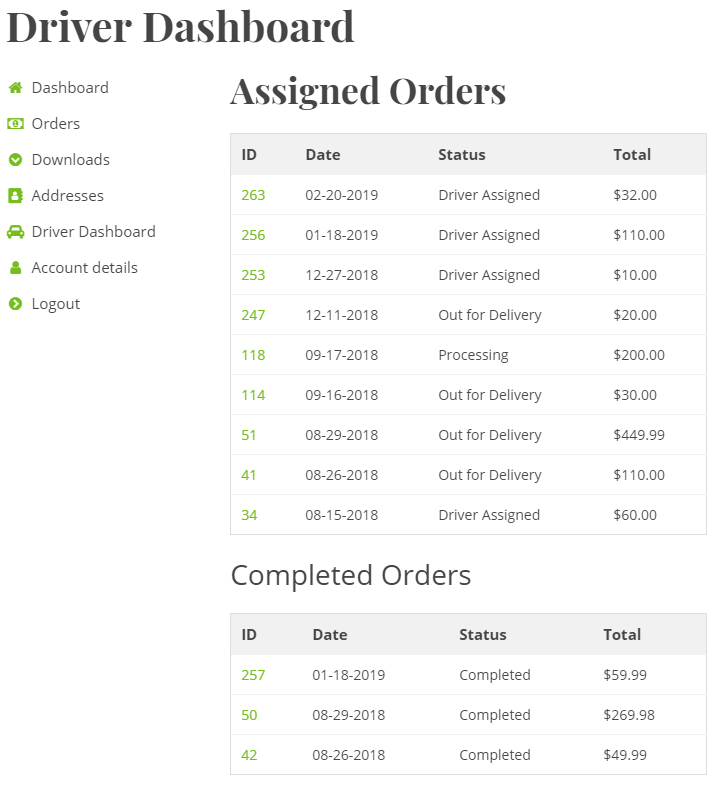 Driver Dashboard
Dashboard
Orders
Downloads
Addresses
Driver Dashboard
Account details
Logout
Assigned Orders
ID Date Status Total
263 02-20-2019 Driver Assigned $32.00
256 01-18-2019 Driver Assigned $110.00
253 12-27-2018 Driver Assigned $10.00
247 12-11-2018 Out for Delivery $20.00
118 09-17-2018 Processing $200.00
114 09-16-2018 Out for Delivery $30.00
51 08-29-2018 Out for Delivery $449.99
41 08-26-2018 Out for Delivery $110.00
34 08-15-2018 Driver Assigned $60.00
Completed Orders
ID Date Status Total
257 01-18-2019 Completed $59.99
50 08-29-2018 Completed $269.98
42 08-26-2018 Completed $49.99